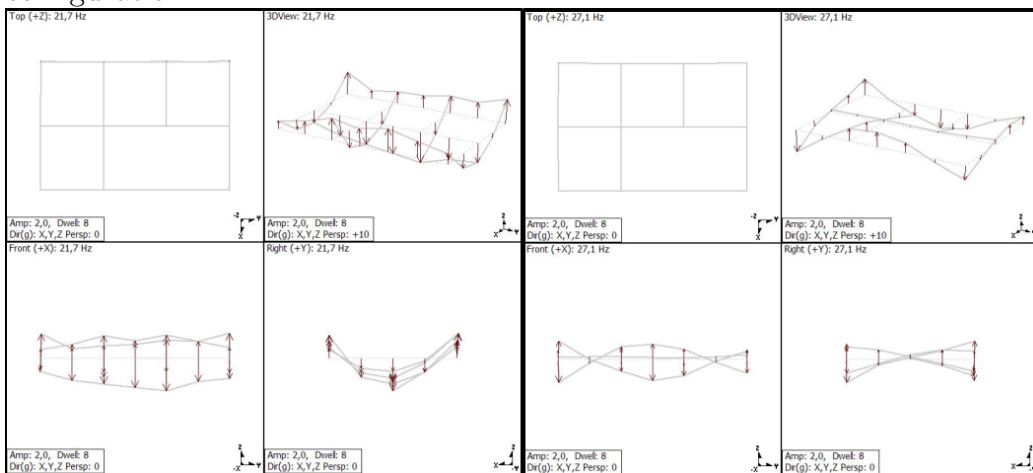 Top (+Z): 21,7 Hz
3DView: 21,7 Hz
Amp: 2,0, Dwell: 8
Dir(g): X,Y,Z Persp: 0
-Z Y
X
Amp: 2,0, Dwell: 8
Dir(g): X,Y,Z Persp: +10
Z
X Y
Front (+X): 21,7 Hz
Right (+Y): 21,7 Hz
Amp: 2,0, Dwell: 8
Dir(g): X,Y,Z Persp: 0
Z
-X Y
Amp: 2,0, Dwell: 8
Dir(g): X,Y,Z Persp: 0
Z
X
Top (+Z): 27,1 Hz
3DView: 27,1 Hz
Amp: 2,0, Dwell: 8
Dir(g): X,Y,Z Persp: 0
-Z Y
X
Amp: 2,0, Dwell: 8
Dir(g): X,Y,Z Persp: +10
Z
X
Front (+X): 27,1 Hz
Right (+Y): 27,1 Hz
Amp: 2,0, Dwell: 8
Dir(g): X,Y,Z Persp: 0
Z
-X Y
Amp: 2,0, Dwell: 8
Dir(g): X,Y,Z Persp: 0
Z
X